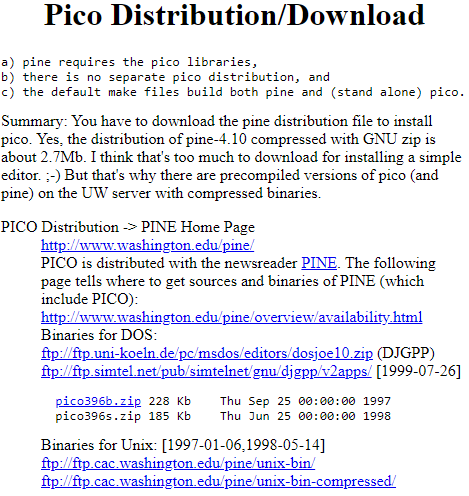 Pico Distribution/Download
a) pine requires the pico libraries,
b) there is no separate pico distribution, and
c) the default make files build both pine and (stand alone) pico.
Summary: You have to download the pine distribution file to install
pico. Yes, the distribution of pine-4.10 compressed with GNU zip is
about 2.7Mb. I think that's too much to download for installing a simple
editor. ;-) But that's why there are precompiled versions of pico (and
pine) on the UW server with compressed binaries.
PICO Distribution -> PINE Home Page
http://www.washington.edu/pine/
PICO is distributed with the newsreader PINE. The following
page tells where to get sources and binaries of PINE (which
include PICO):
http://www.washington.edu/pine/overview/availability.html
Binaries for DOS:
ftp://ftp.uni-koeln.de/pc/msdos/editors/dosjoe10.zip (DJGPP)
ftp://ftp.simtel.net/pub/simtelnet/gnu/djgpp/v2apps/ [1999-07-26]
pico396b.zip 228 Kb    Thu Sep 25 00:00:00 1997
pico396s.zip 185 Kb    Thu Jun 25 00:00:00 1998
Binaries for Unix: [1997-01-06,1998-05-14]
ftp://ftp.cac.washington.edu/pine/unix-bin/
ftp://ftp.cac.washington.edu/pine/unix-bin-compressed/